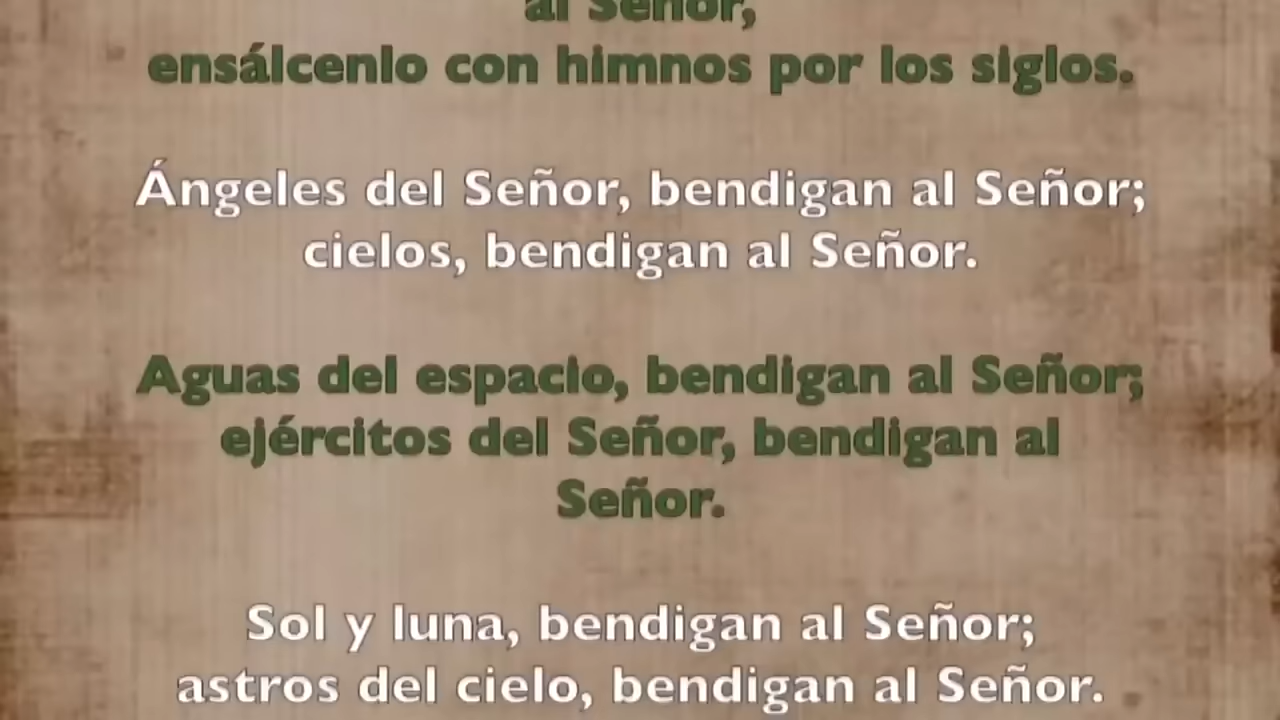 al Señor,
ensálcenlo con himnos por los siglos.
Ángeles del Señor, bendigan al Señor;
cielos, bendigan al Señor.
Aguas del espacio, bendigan al Señor;
ejércitos del Señor, bendigan al
Señor.
Sol y luna, bendigan al Señor;
astros del cielo, bendigan al Señor.